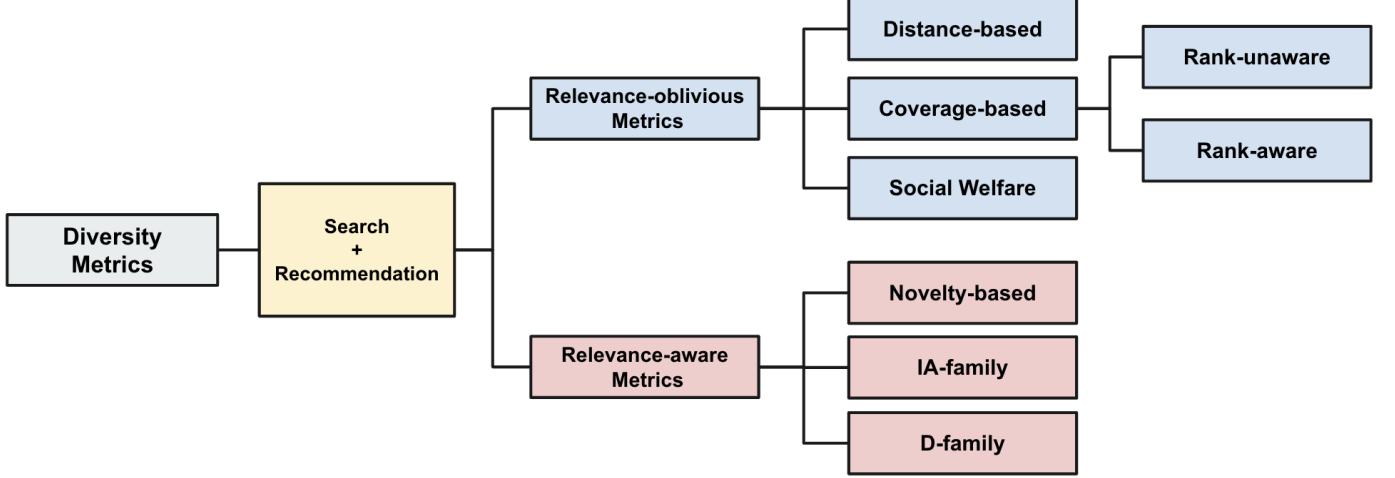 Diversity
Metrics
Search
+
Recommendation
Relevance-oblivious
Metrics
Distance-based
Coverage-based
Social Welfare
Rank-unaware
Rank-aware
Relevance-aware
Metrics
Novelty-based
IA-family
D-family